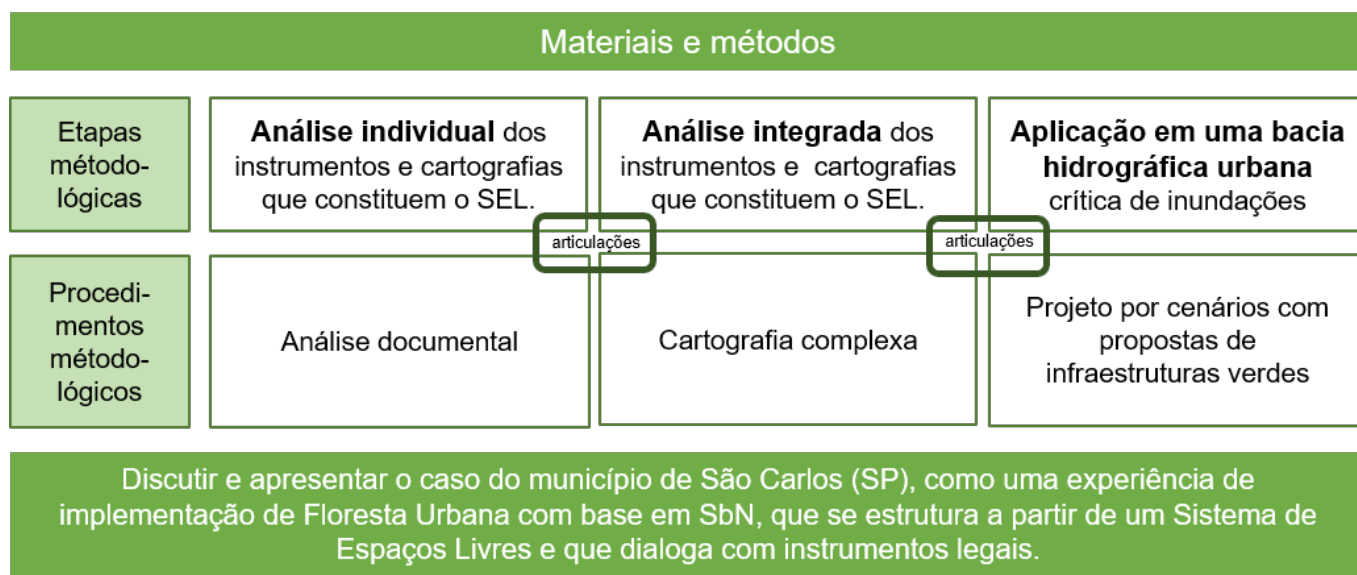 Materiais e métodos
Etapas
método-
lógicas
Análise individual dos
instrumentos e cartografias
que constituem o SEL.
Análise integrada dos
instrumentos e cartografias
que constituem o SEL.
Aplicação em uma bacia
hidrográfica urbana
crítica de inundações
articulações
articulações
Procedi-
mentos
método-
lógicos
Análise documental
Cartografia complexa
Projeto por cenários com
propostas de
infraestruturas verdes
Discutir e apresentar o caso do município de São Carlos (SP), como uma experiência de
implementação de Floresta Urbana com base em SbN, que se estrutura a partir de um Sistema de
Espaços Livres e que dialoga com instrumentos legais.